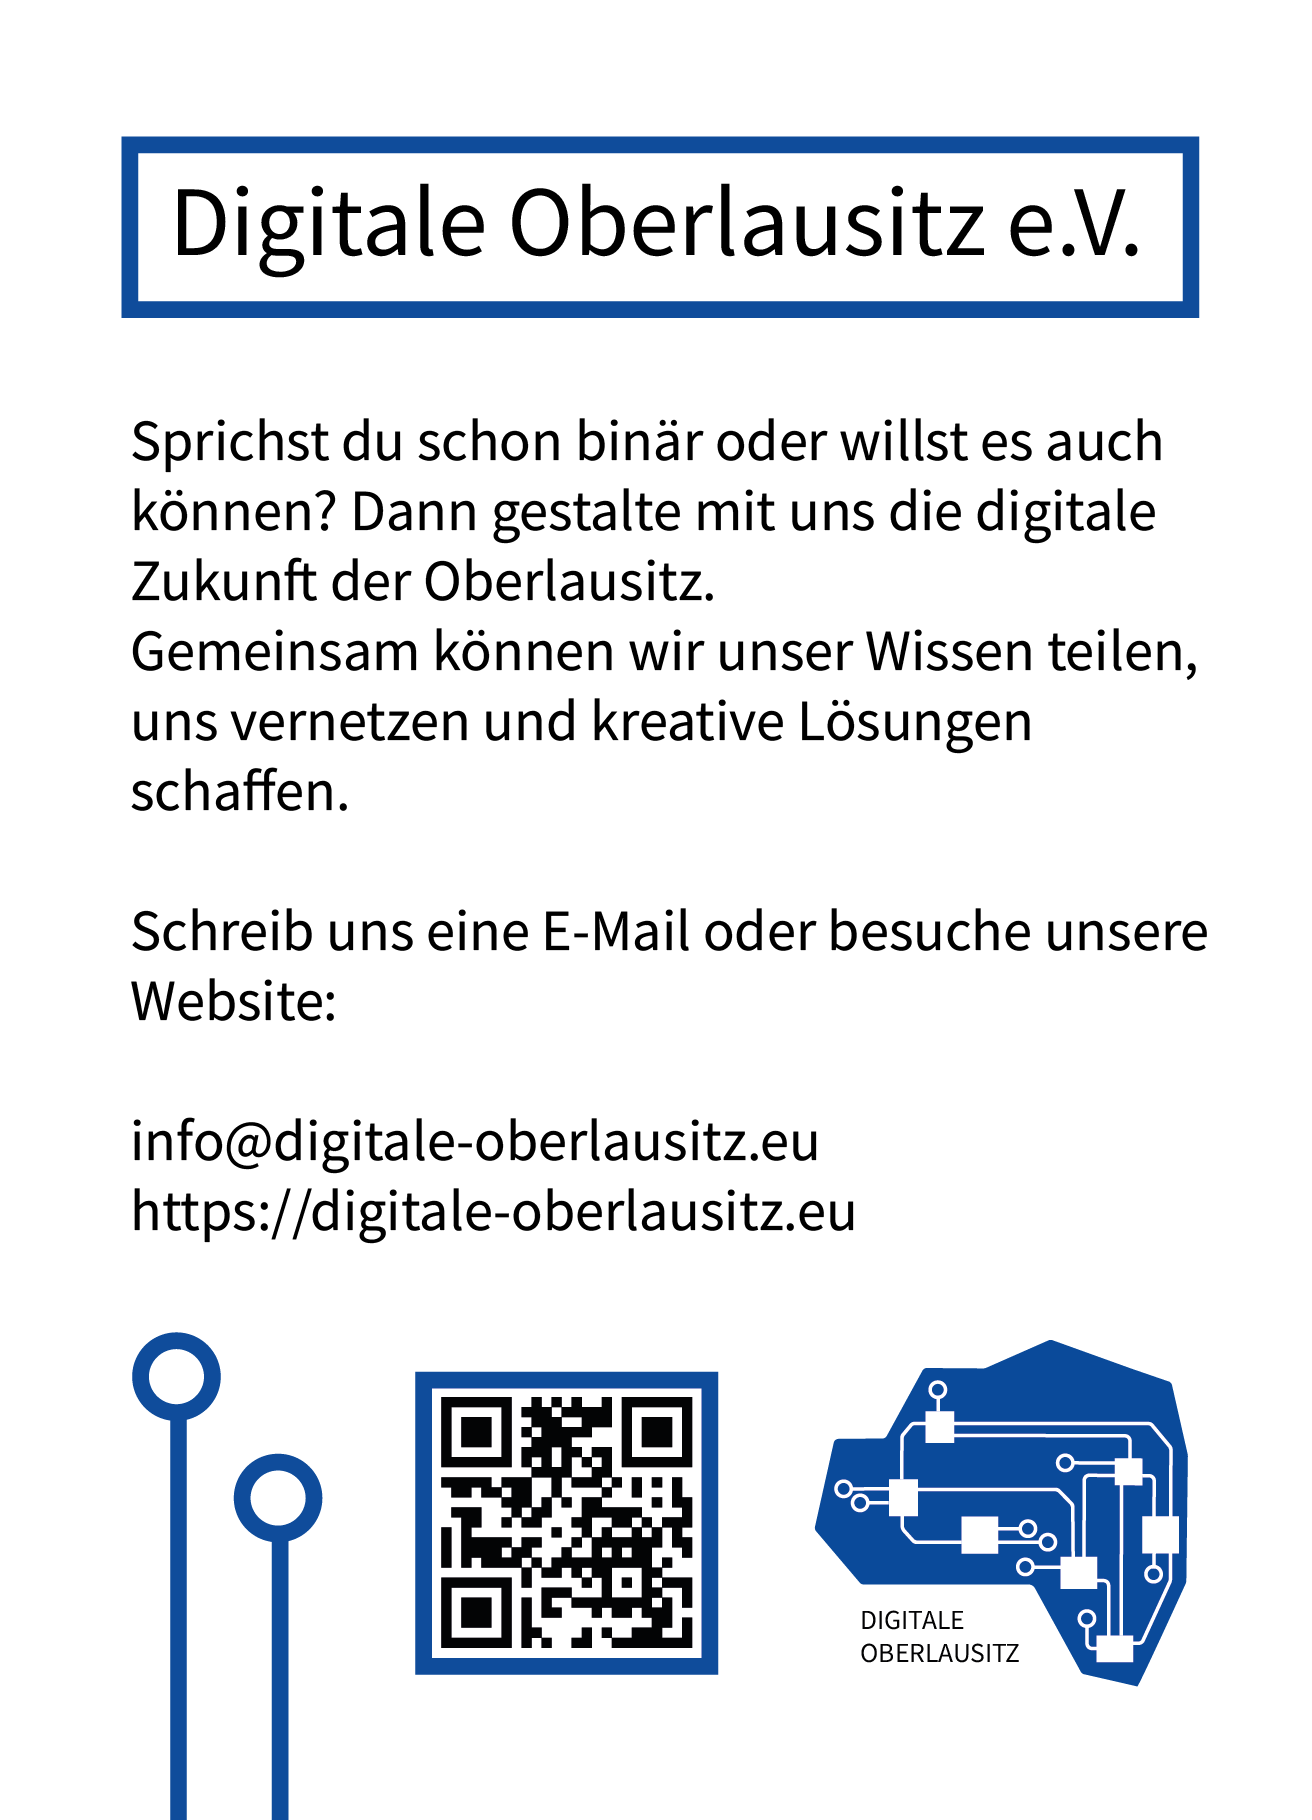 Digitale Oberlausitz e.V.
Sprichst du schon binär oder willst es auch
können? Dann gestalte mit uns die digitale
Zukunft der Oberlausitz.
Gemeinsam können wir unser Wissen teilen,
uns vernetzen und kreative Lösungen
schaffen.
Schreib uns eine E-Mail oder besuche unsere
Website:
info@digitale-oberlausitz.eu
https://digitale-oberlausitz.eu
DIGITALE
OBERLAUSITZ